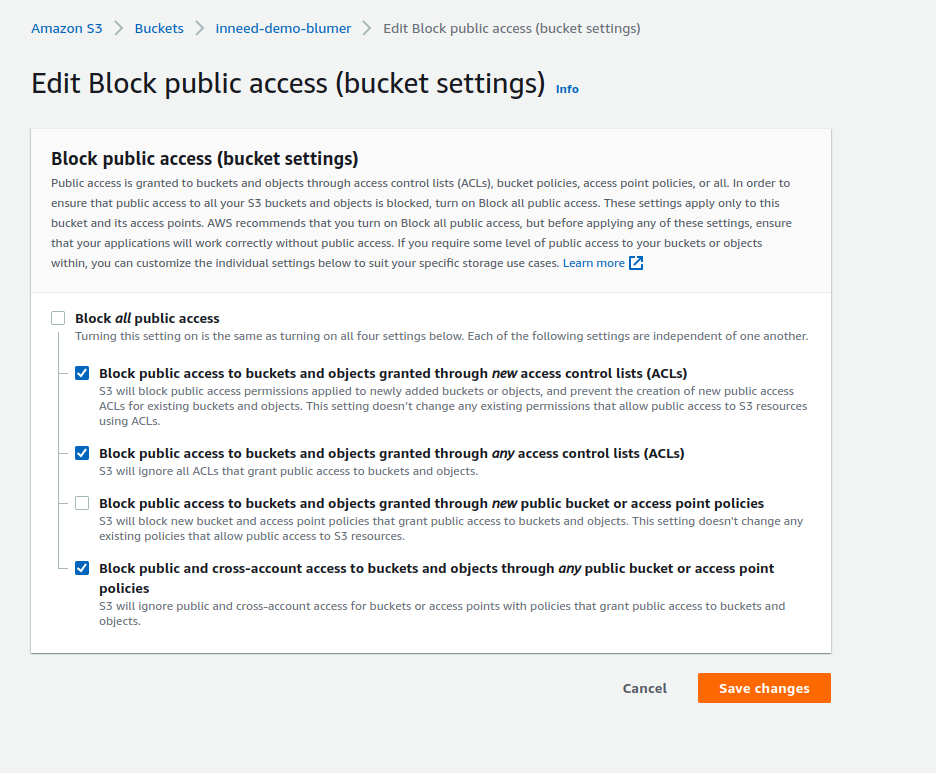 Amazon S3 > Buckets > inneed-demo-blumer > Edit Block public access (bucket settings)
Edit Block public access (bucket settings) Info
Block public access (bucket settings)
Public access is granted to buckets and objects through access control lists (ACLs), bucket policies, access point policies, or all. In order to
ensure that public access to all your S3 buckets and objects is blocked, turn on Block all public access. These settings apply only to this
bucket and its access points. AWS recommends that you turn on Block all public access, but before applying any of these settings, ensure
that your applications will work correctly without public access. If you require some level of public access to your buckets or objects
within, you can customize the individual settings below to suit your specific storage use cases. Learn more
Block all public access
Turning this setting on is the same as turning on all four settings below. Each of the following settings are independent of one another.
Block public access to buckets and objects granted through new access control lists (ACLs)
S3 will block public access permissions applied to newly added buckets or objects, and prevent the creation of new public access
ACLs for existing buckets and objects. This setting doesn't change any existing permissions that allow public access to S3 resources
using ACLs.
Block public access to buckets and objects granted through any access control lists (ACLs)
S3 will ignore all ACLs that grant public access to buckets and objects.
Block public access to buckets and objects granted through new public bucket or access point policies
S3 will block new bucket and access point policies that grant public access to buckets and objects. This setting doesn't change any
existing policies that allow public access to S3 resources.
Block public and cross-account access to buckets and objects through any public bucket or access point
policies
S3 will ignore public and cross-account access for buckets or access points with policies that grant public access to buckets and
objects.
Cancel Save changes